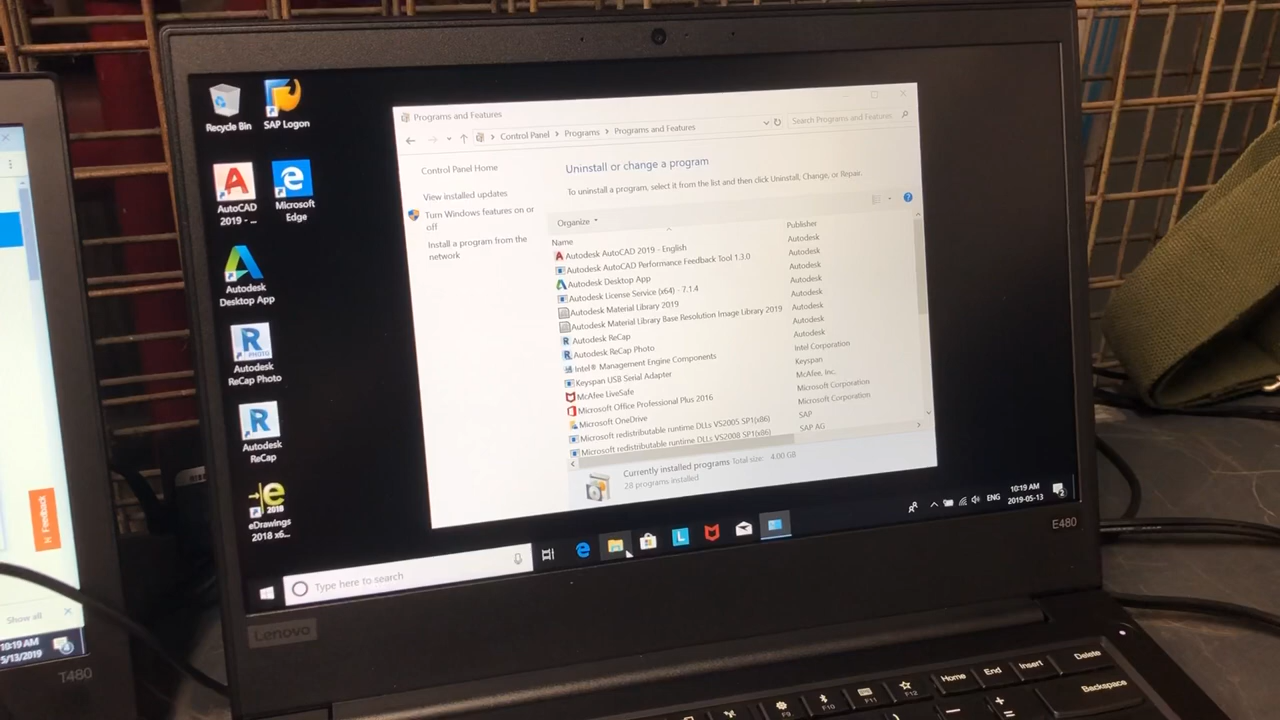 Recycle Bin
SAP Logon
AutoCAD
2019 - ...
Microsoft
Edge
Autodesk
Desktop App
PHOTO
Autodesk
ReCap Photo
Autodesk
ReCap
2018
eDrawings
2018 x6...
Programs and Features
Control Panel > Programs > Programs and Features
Search Programs and Features
Control Panel Home
View installed updates
Turn Windows features on or
off
Install a program from the
network
Uninstall or change a program
To uninstall a program, select it from the list and then click Uninstall, Change, or Repair.
Organize
Name Publisher
Autodesk AutoCAD 2019 - English Autodesk
Autodesk AutoCAD Performance Feedback Tool 1.3.0 Autodesk
Autodesk Desktop App Autodesk
Autodesk License Service (x64) - 7.1.4 Autodesk
Autodesk Material Library 2019 Autodesk
Autodesk Material Library Base Resolution Image Library 2019 Autodesk
Autodesk ReCap Autodesk
Autodesk ReCap Photo Autodesk
Intel® Management Engine Components Intel Corporation
Keyspan USB Serial Adapter Keyspan
McAfee LiveSafe McAfee, Inc.
Microsoft Office Professional Plus 2016 Microsoft Corporation
Microsoft OneDrive Microsoft Corporation
Microsoft redistributable runtime DLLs VS2005 SP1(x86) SAP
Microsoft redistributable runtime DLLs VS2008 SP1(x86) SAP AG
Currently installed programs Total size: 4.00 GB
28 programs installed
Type here to search
L
ENG
10:19 AM
2019-05-13
2
E480
Lenovo
Feedback
Show all
10:19 AM
5/13/2019
T480
Home
End
Insert
Delete
Backspace
F9
F10
F11
F12